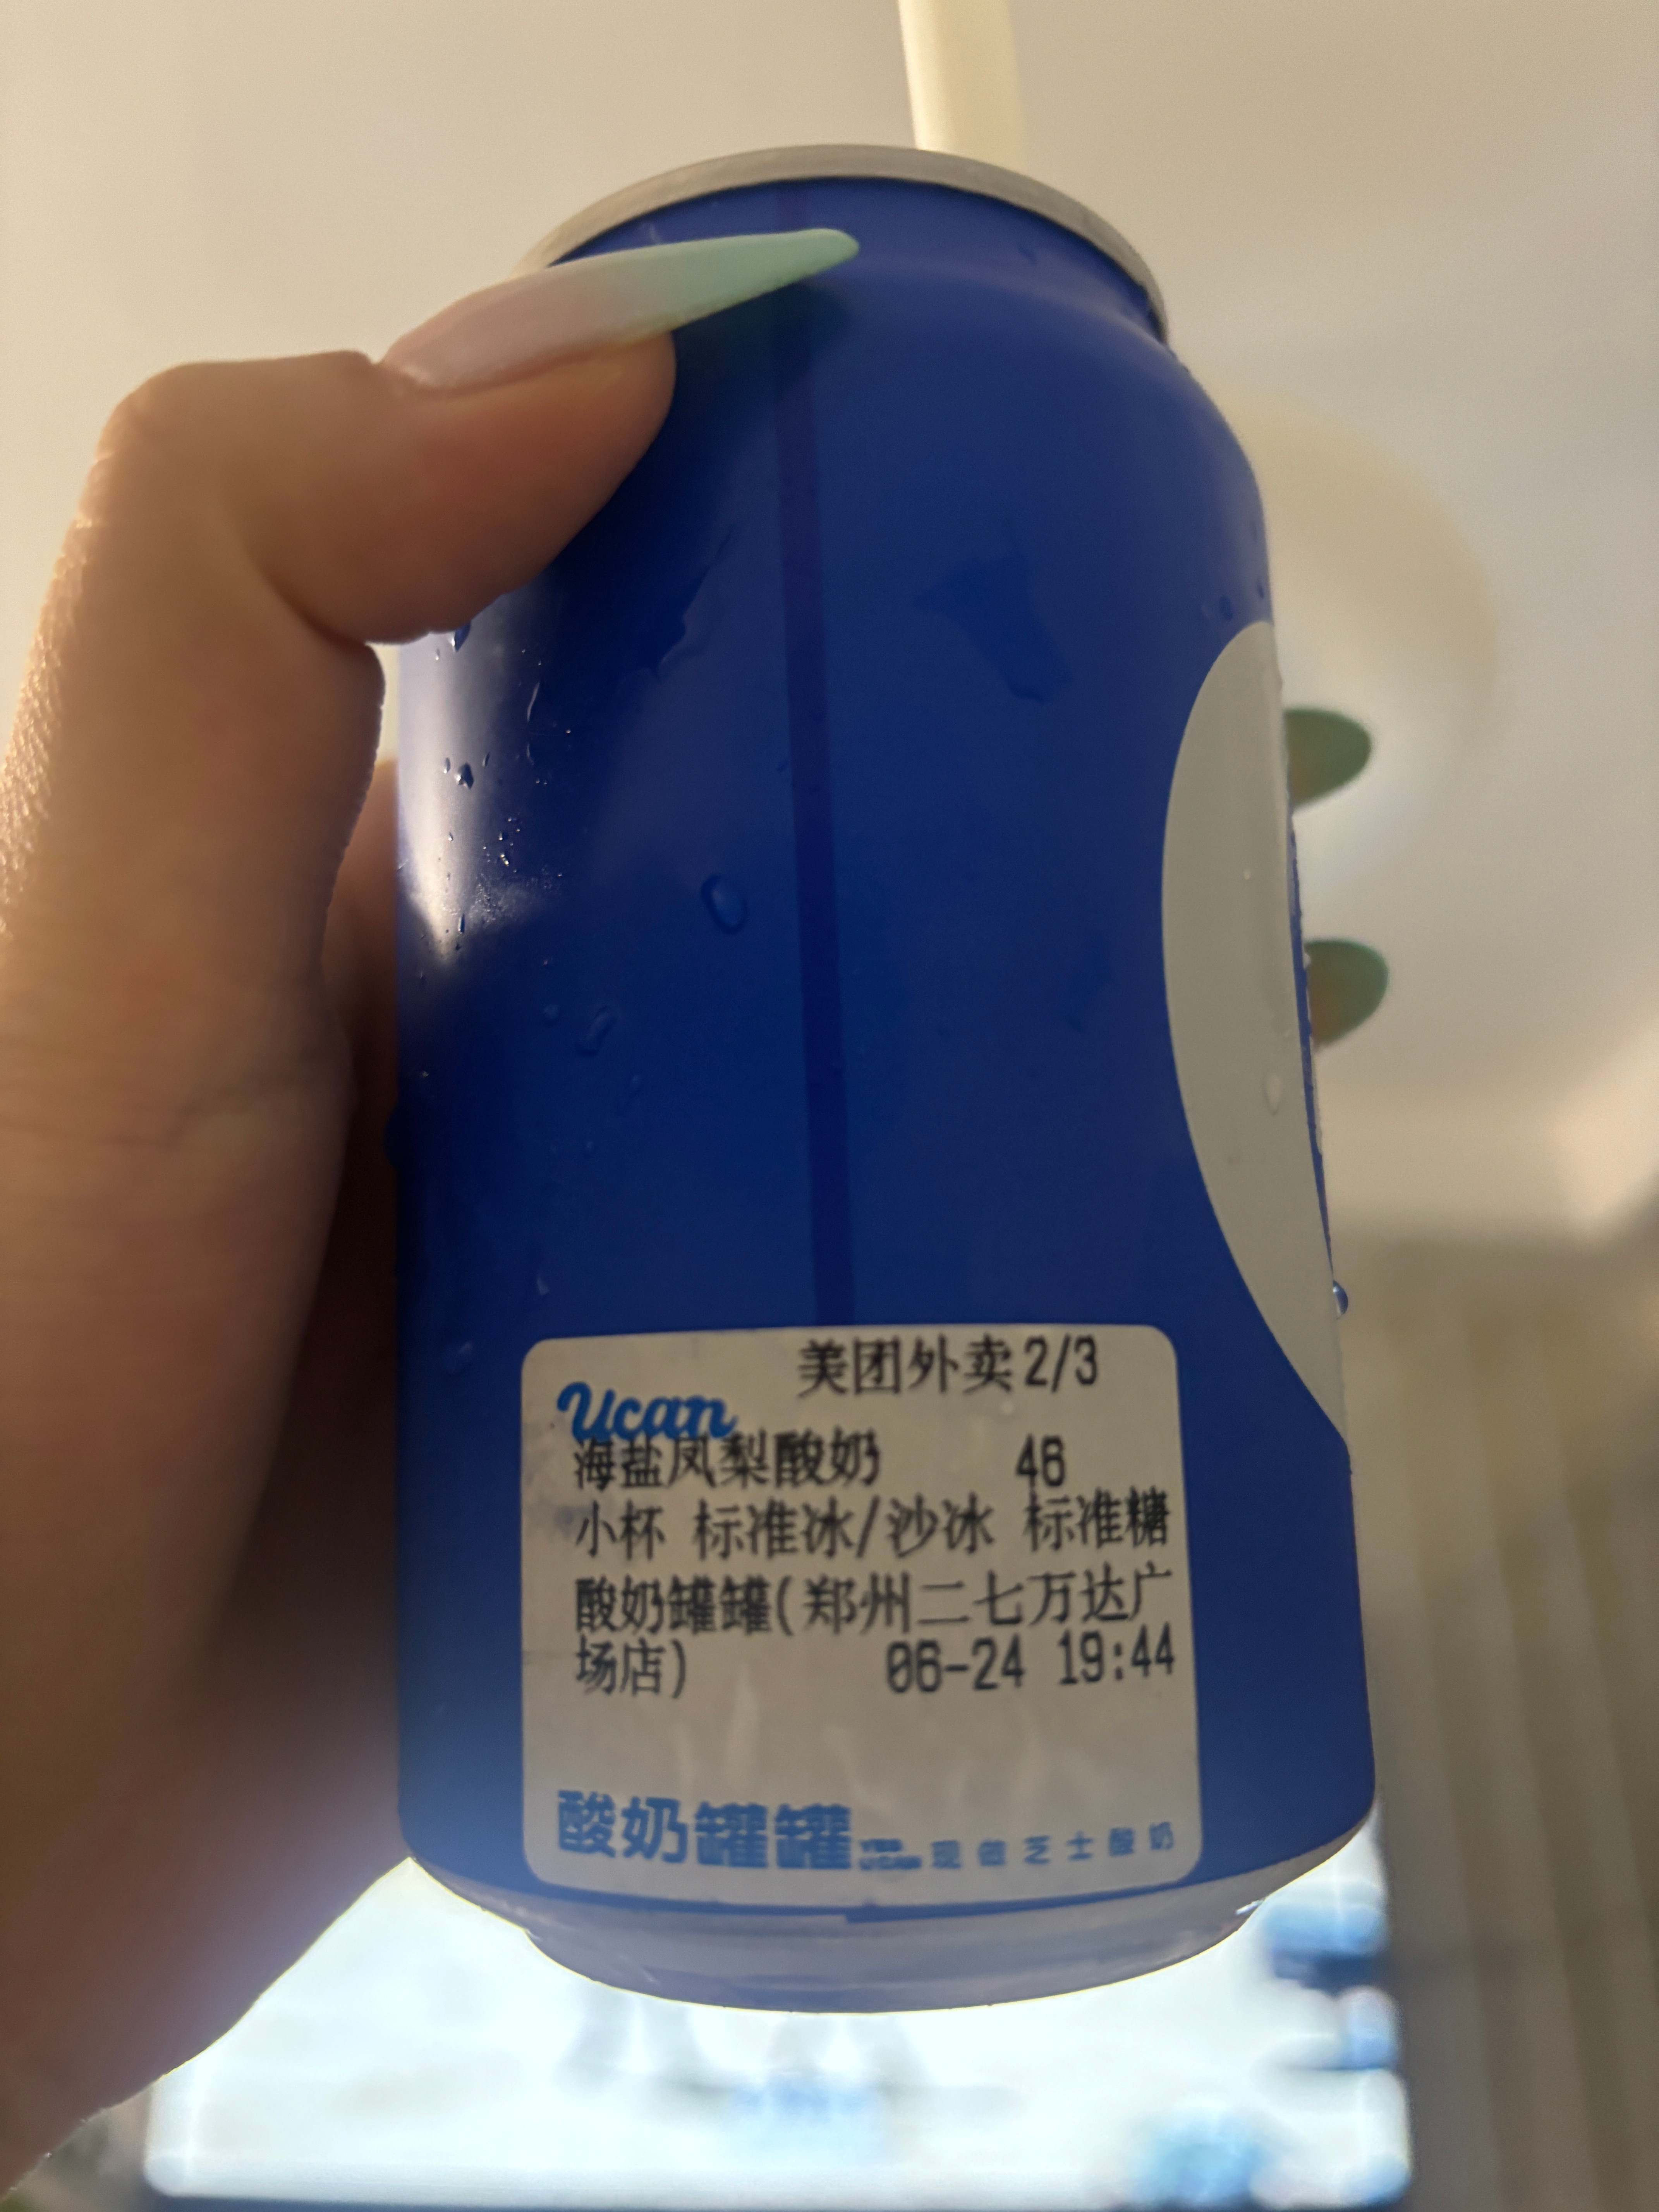 美团外卖2/3
Ucan
海盐凤梨酸奶 46
小杯 标准冰/沙冰 标准糖
酸奶罐罐(郑州二七万达广
场店) 06-24 19:44
酸奶罐罐 现做芝士酸奶